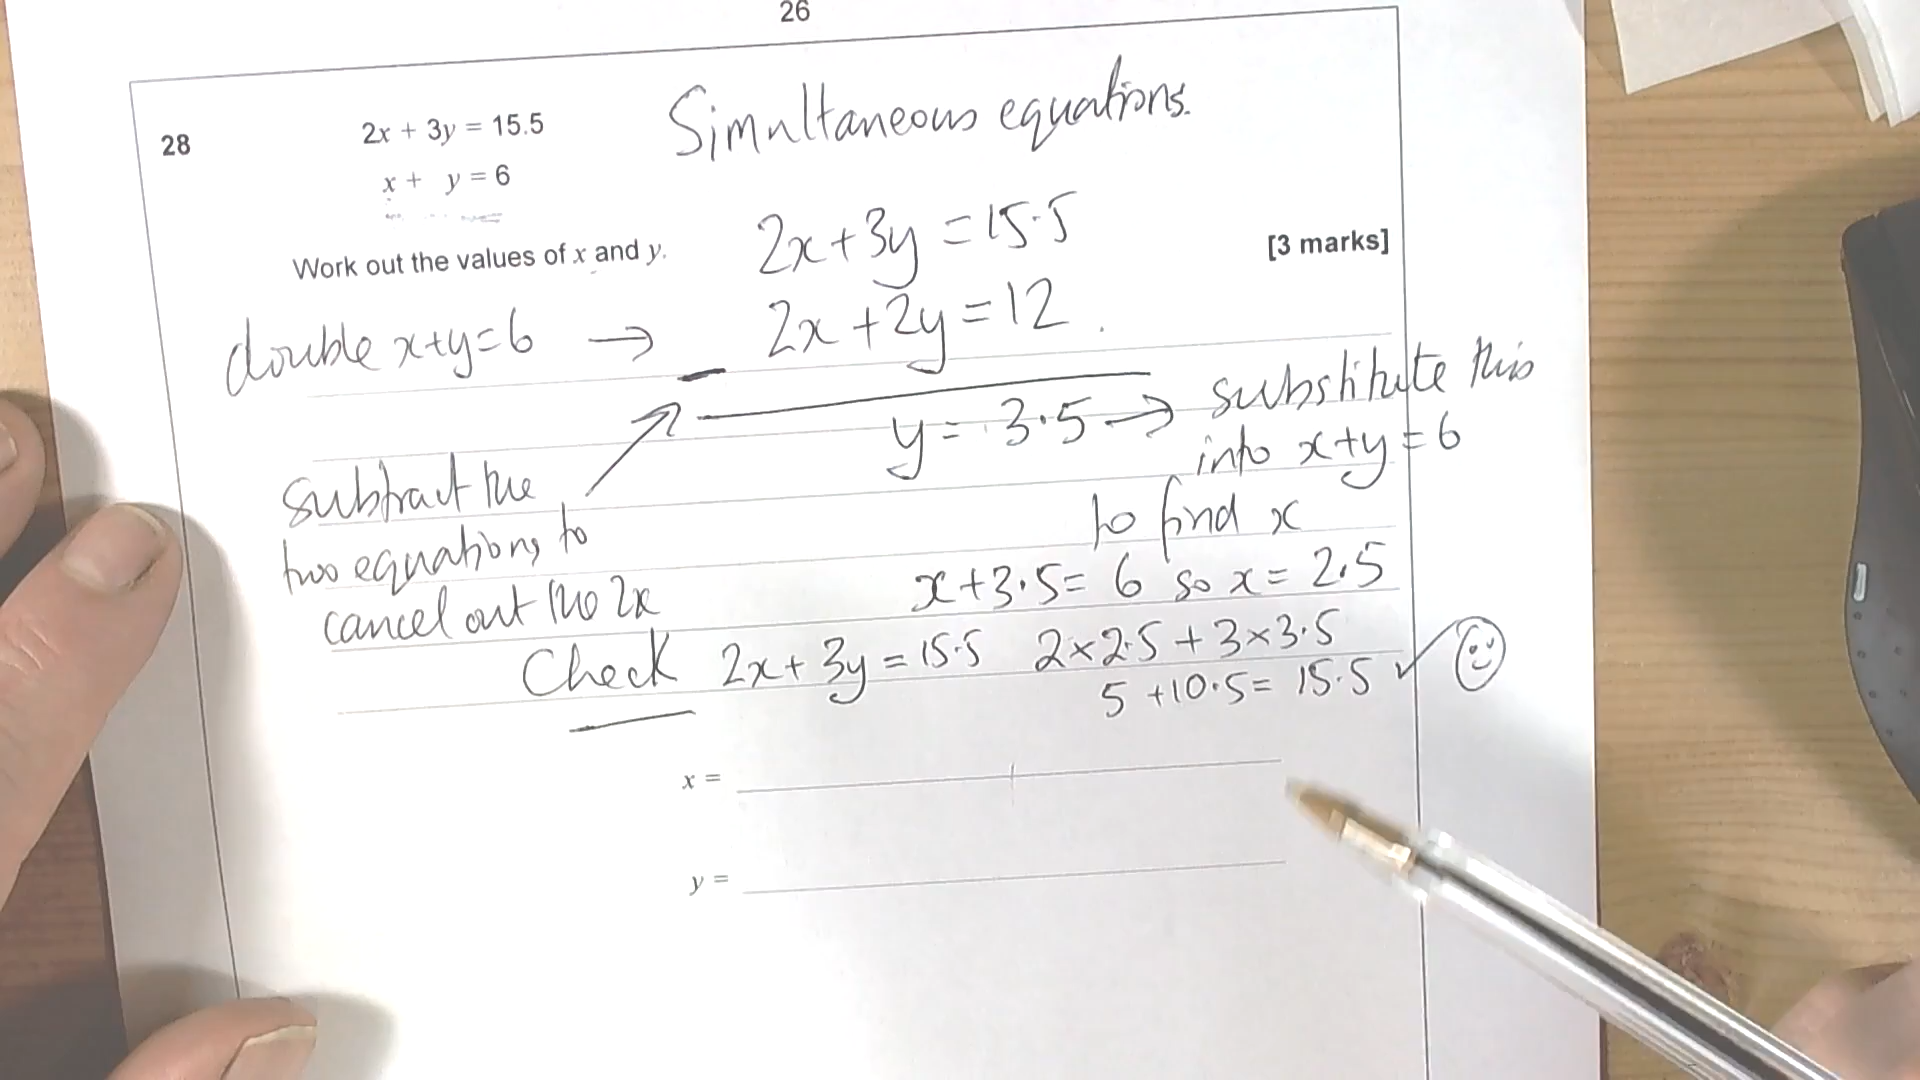 26
28 2x + 3y = 15.5 Simultaneous equations.
x + y = 6
2x+3y = 15.5
Work out the values of x and y. [3 marks]
double x+y=6 → 2x+2y=12
y = 3.5 → substitute this
into x+y=6
to find x
subtract the
two equations to
cancel out the 2x
x+3.5= 6 so x= 2.5
Check 2x+3y=15.5 2×2.5+3×3.5
5 +10.5= 15.5 ✓
x =
y =